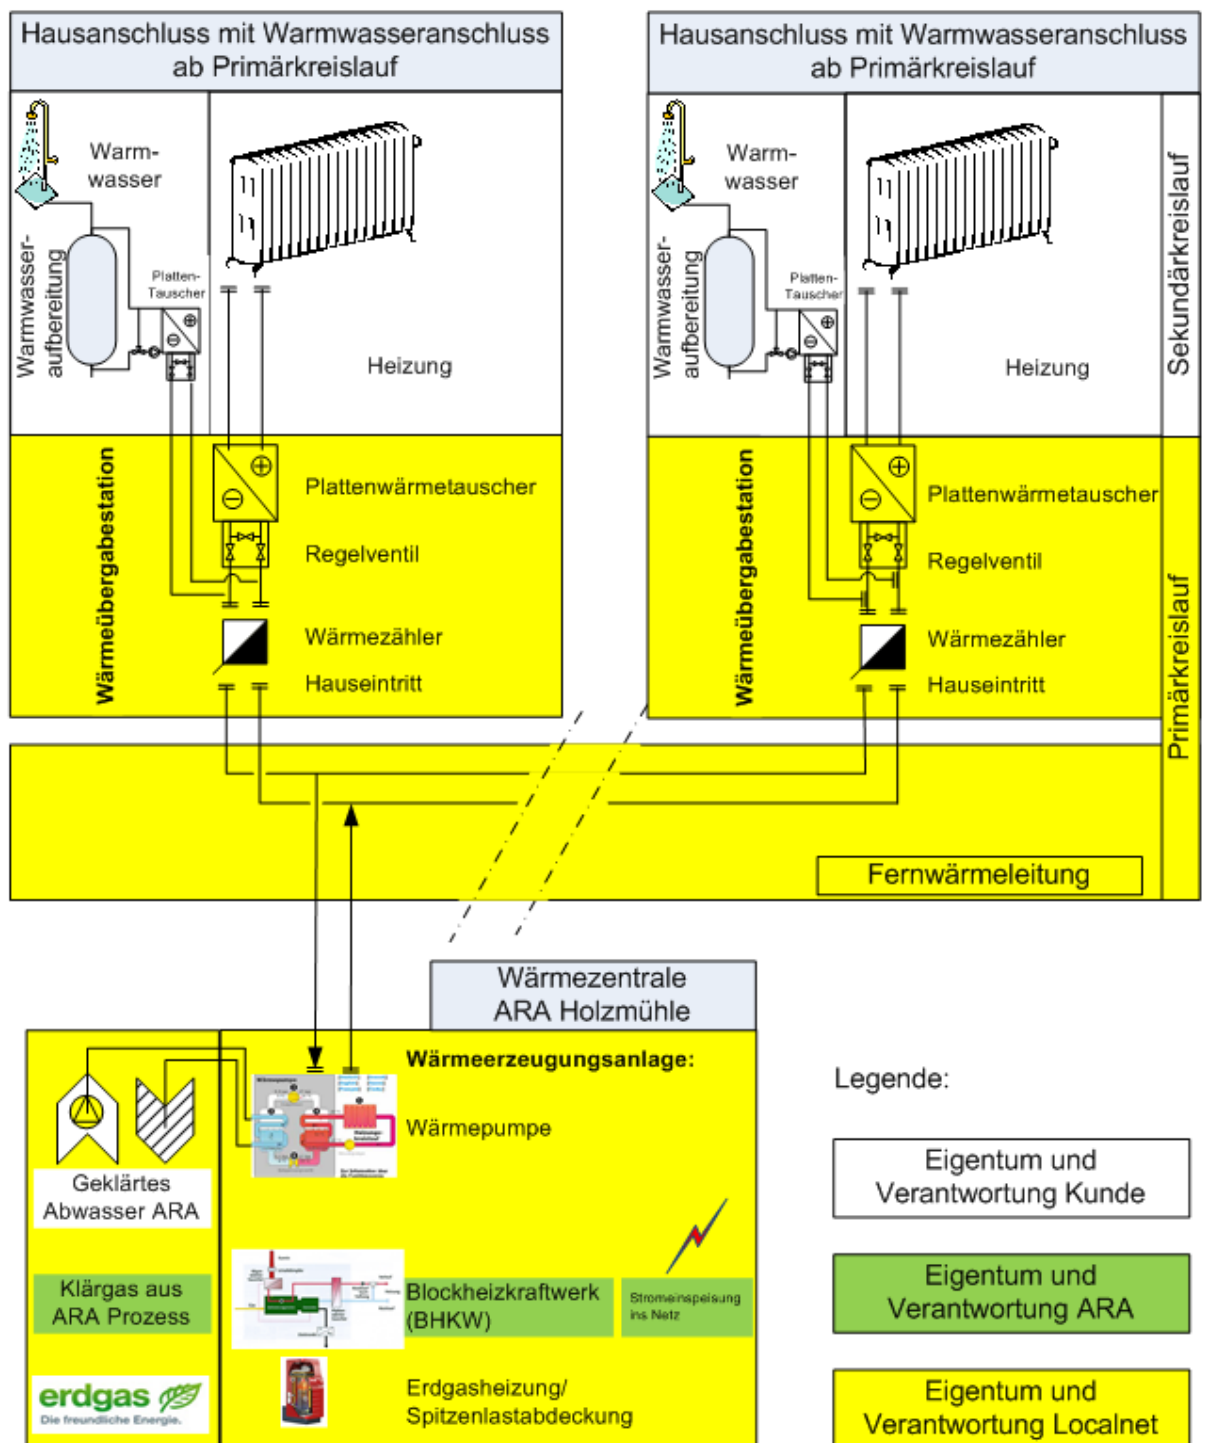 Hausanschluss mit Warmwasseranschluss
ab Primärkreislauf
Warm-
wasser
Warmwasser-
aufbereitung
Platten-
Tauscher
Heizung
Wärmeübergabestation
Plattenwärmetauscher
Regelventil
Wärmezähler
Hauseintritt
Hausanschluss mit Warmwasseranschluss
ab Primärkreislauf
Warm-
wasser
Warmwasser-
aufbereitung
Platten-
Tauscher
Heizung
Sekundärkreislauf
Wärmeübergabestation
Plattenwärmetauscher
Regelventil
Wärmezähler
Hauseintritt
Primärkreislauf
Fernwärmeleitung
Wärmezentrale
ARA Holzmühle
Wärmeerzeugungsanlage:
Wärmepumpe
Geklärtes
Abwasser ARA
Klärgas aus
ARA Prozess
Blockheizkraftwerk
(BHKW)
Stromeinspeisung
ins Netz
erdgas
Die freundliche Energie.
Erdgasheizung/
Spitzenlastabdeckung
Legende:
Eigentum und
Verantwortung Kunde
Eigentum und
Verantwortung ARA
Eigentum und
Verantwortung Localnet